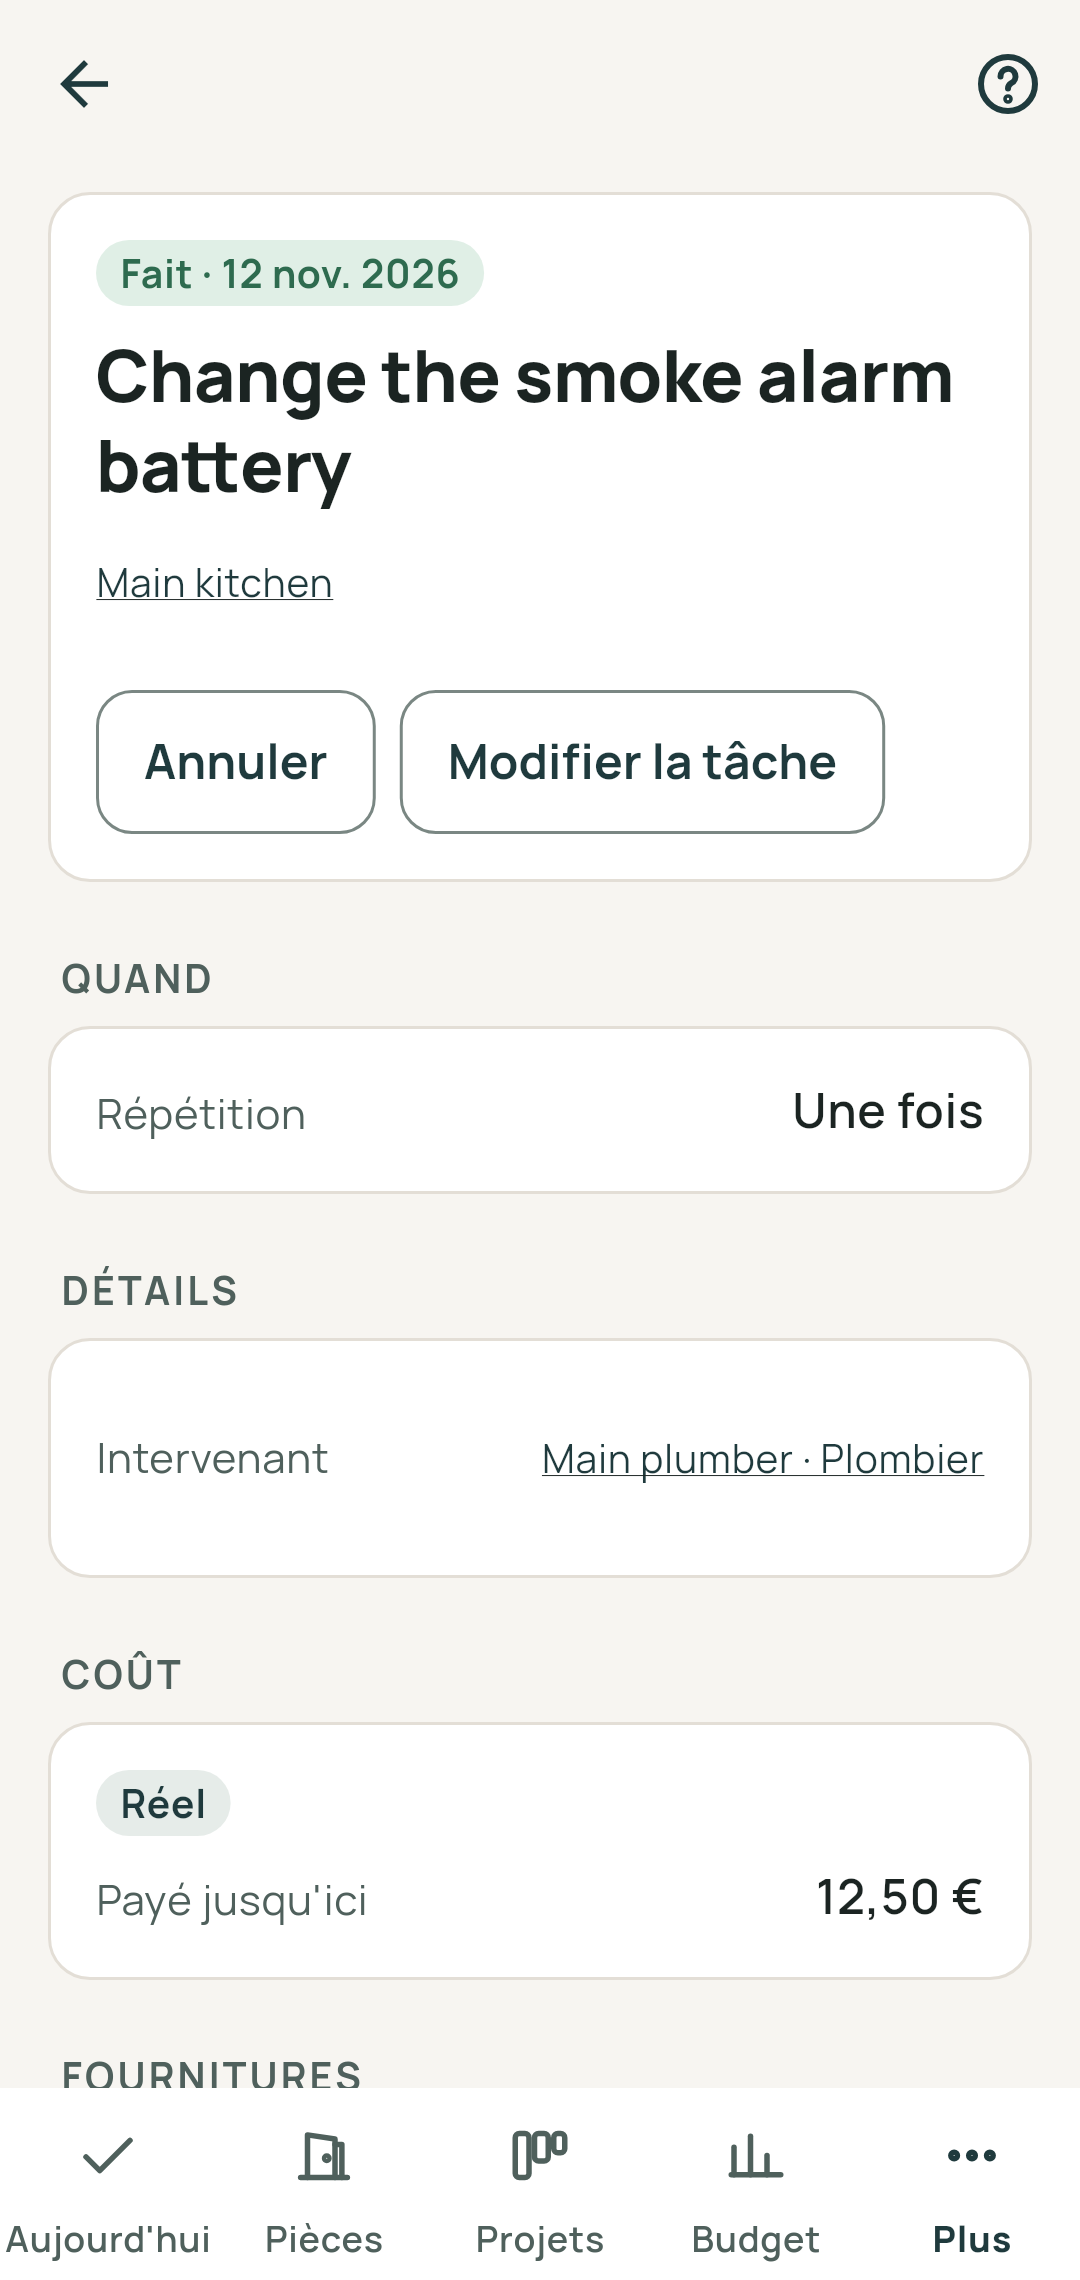 Fait · 12 nov. 2026
Change the smoke alarm
battery
Main kitchen
Annuler
Modifier la tâche
QUAND
Répétition
Une fois
DÉTAILS
Intervenant
Main plumber · Plombier
COÛT
Réel
Payé jusqu'ici
12,50 €
FOURNITURES
Aujourd'hui
Pièces
Projets
Budget
Plus